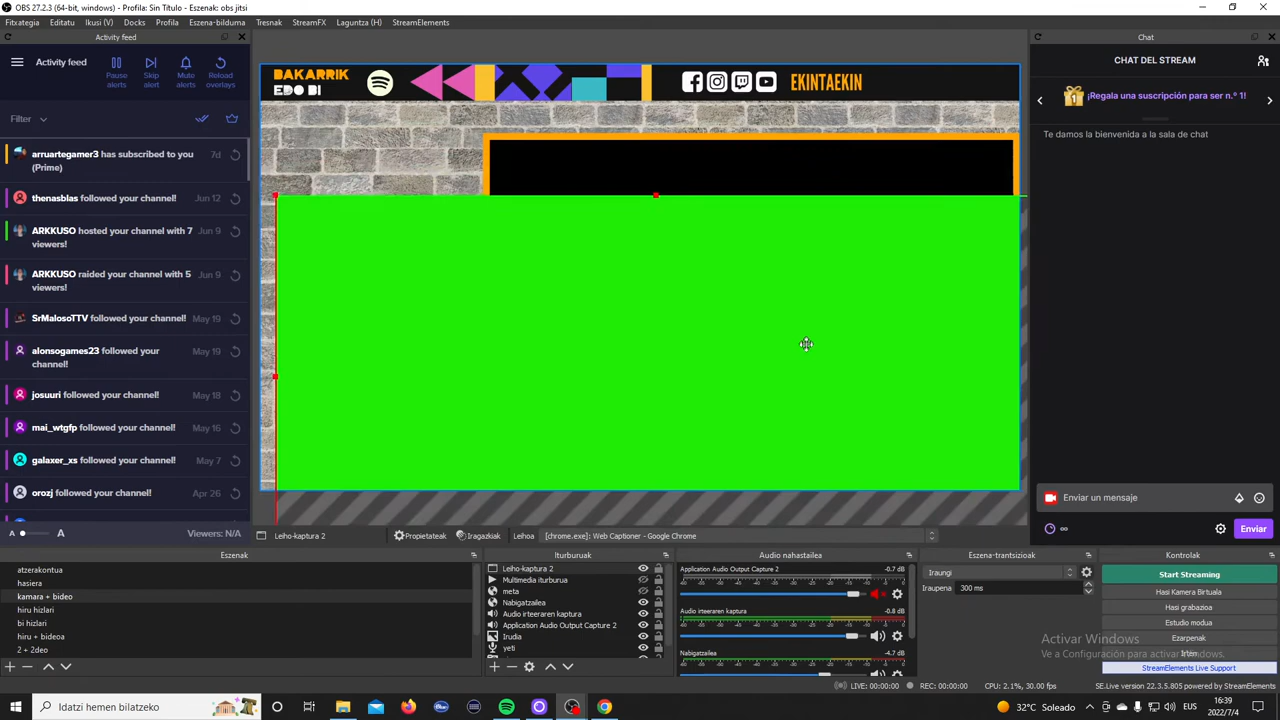 OBS 27.2.3 (64-bit, windows) - Profila: Sin Título - Eszenak: obs jitsi
Fitxategia Editatu Ikusi (V) Docks Profila Eszena-bilduma Tresnak StreamFX Laguntza (H) StreamElements
Activity feed
Activity feed
Pause alerts
Skip alert
Mute alerts
Reload overlays
Filter
arruartegamer3 has subscribed to you (Prime) 7d
thenasblas followed your channel! Jun 12
ARKKUSO hosted your channel with 7 viewers! Jun 9
ARKKUSO raided your channel with 5 viewers! Jun 9
SrMalosoTTV followed your channel! May 19
alonsogames23 followed your channel! May 19
josuuri followed your channel! May 18
mai_wtgfp followed your channel! May 16
galaxer_xs followed your channel! May 7
orozj followed your channel! Apr 26
A A Viewers: N/A
BAKARRIK
EDO BI
EKINTAEKIN
Chat
CHAT DEL STREAM
¡Regala una suscripción para ser n.º 1!
Te damos la bienvenida a la sala de chat
Enviar un mensaje
Enviar
Leiho-kaptura 2 Propietateak Iragazkiak Leihoa [chrome.exe]: Web Captioner - Google Chrome
Eszenak
atzerakontua
hasiera
kamara + bideo
hiru hizlari
bi hizlari
hiru + bideoa
2 + 2deo
Iturburuak
Leiho-kaptura 2
Multimedia iturburua
meta
Nabigatzailea
Audio irteeraren kaptura
Application Audio Output Capture 2
Irudia
yeti
Audio nahastailea
Application Audio Output Capture 2 -0.7 dB
Audio irteeraren kaptura -0.8 dB
Nabigatzailea -4.7 dB
Eszena-trantsizioak
Iraungi
Iraupena 300 ms
Kontrolak
Start Streaming
Hasi Kamera Birtuala
Hasi grabazioa
Estudio modua
Ezarpenak
Irten
StreamElements Live Support
Activar Windows
Ve a Configuración para activar Windows.
LIVE: 00:00:00 REC: 00:00:00 CPU: 2.1%, 30.00 fps SE.Live version 22.3.5.805 powered by StreamElements
Idatzi hemen bilatzeko
32°C Soleado
16:39
2022/7/4